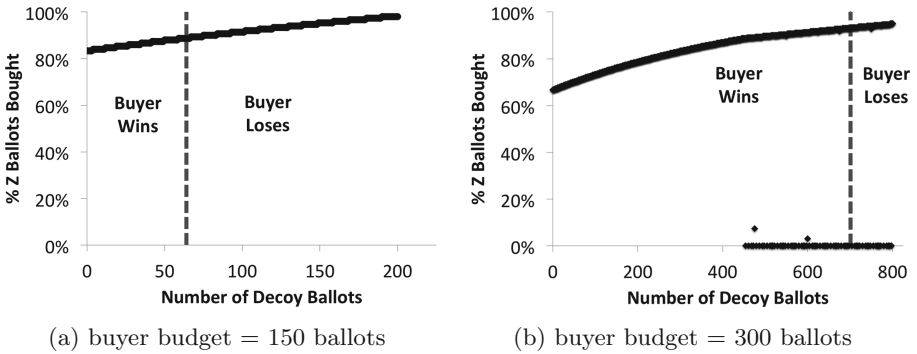 100%
80%
60%
40%
20%
0%
% Z Ballots Bought
Buyer
Wins
Buyer
Loses
0
50
100
150
200
Number of Decoy Ballots
(a) buyer budget = 150 ballots
100%
80%
60%
40%
20%
0%
% Z Ballots Bought
Buyer
Wins
Buyer
Loses
0
200
400
600
800
Number of Decoy Ballots
(b) buyer budget = 300 ballots